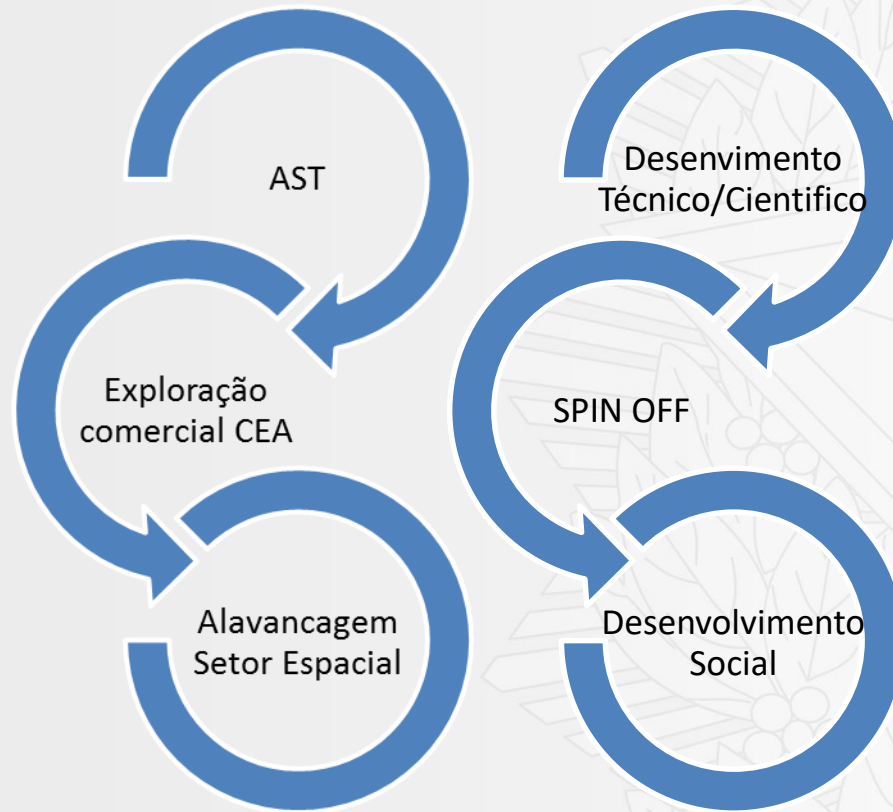 AST
Exploração
comercial CEA
Alavancagem
Setor Espacial
Desenvimento
Técnico/Cientifico
SPIN OFF
Desenvolvimento
Social